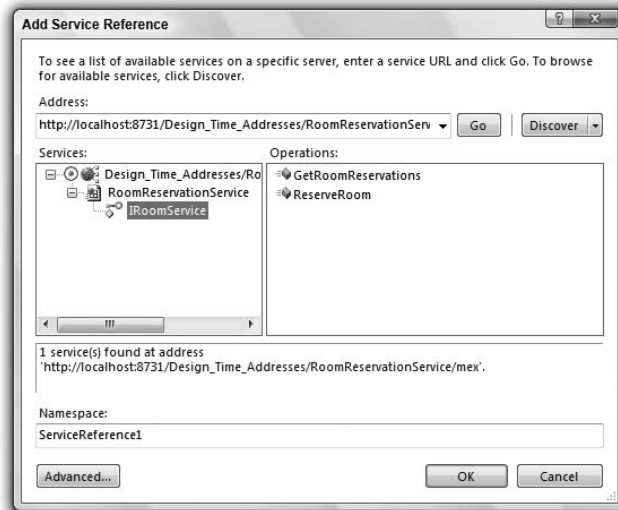 Add Service Reference
To see a list of available services on a specific server, enter a service URL and click Go. To browse
for available services, click Discover.
Address:
http://localhost:8731/Design_Time_Addresses/RoomReservationServ
Go
Discover
Services:
Operations:
Design_Time_Addresses/Ro
RoomReservationService
IRoomService
GetRoomReservations
ReserveRoom
1 service(s) found at address
'http://localhost:8731/Design_Time_Addresses/RoomReservationService/mex'.
Namespace:
ServiceReference1
Advanced...
OK
Cancel